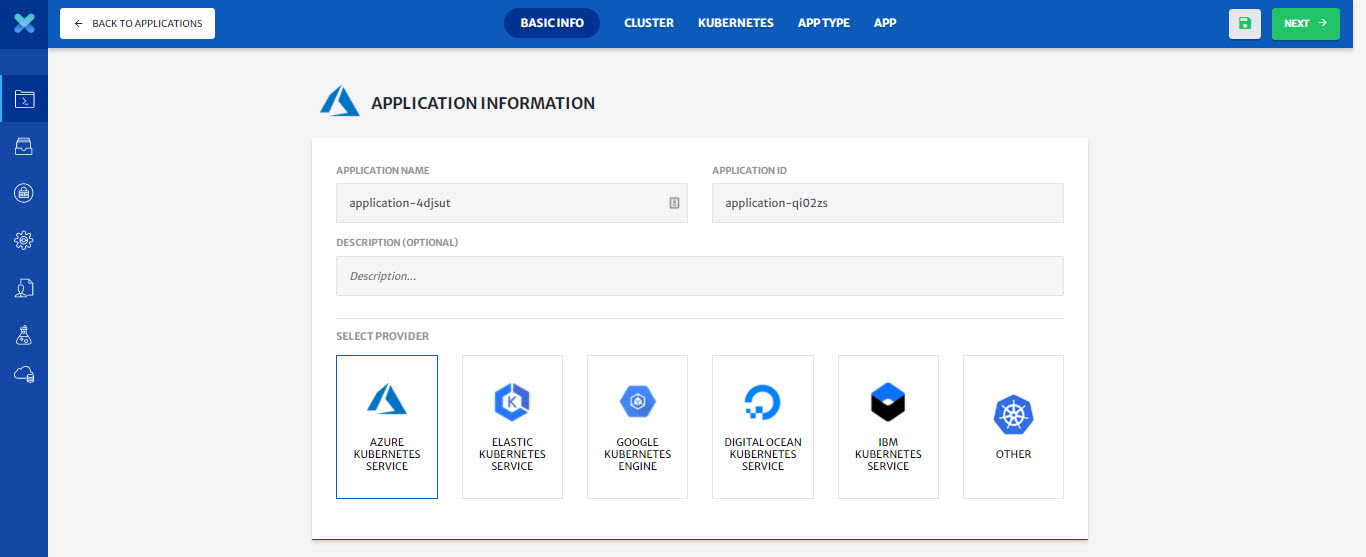 BACK TO APPLICATIONS
BASIC INFO
CLUSTER
KUBERNETES
APP TYPE
APP
NEXT
APPLICATION INFORMATION
APPLICATION NAME
APPLICATION ID
application-4djsut
application-qi02zs
DESCRIPTION (OPTIONAL)
Description...
SELECT PROVIDER
AZURE
KUBERNETES
SERVICE
K
ELASTIC
KUBERNETES
SERVICE
GOOGLE
KUBERNETES
ENGINE
DIGITAL OCEAN
KUBERNETES
SERVICE
IBM
KUBERNETES
SERVICE
OTHER